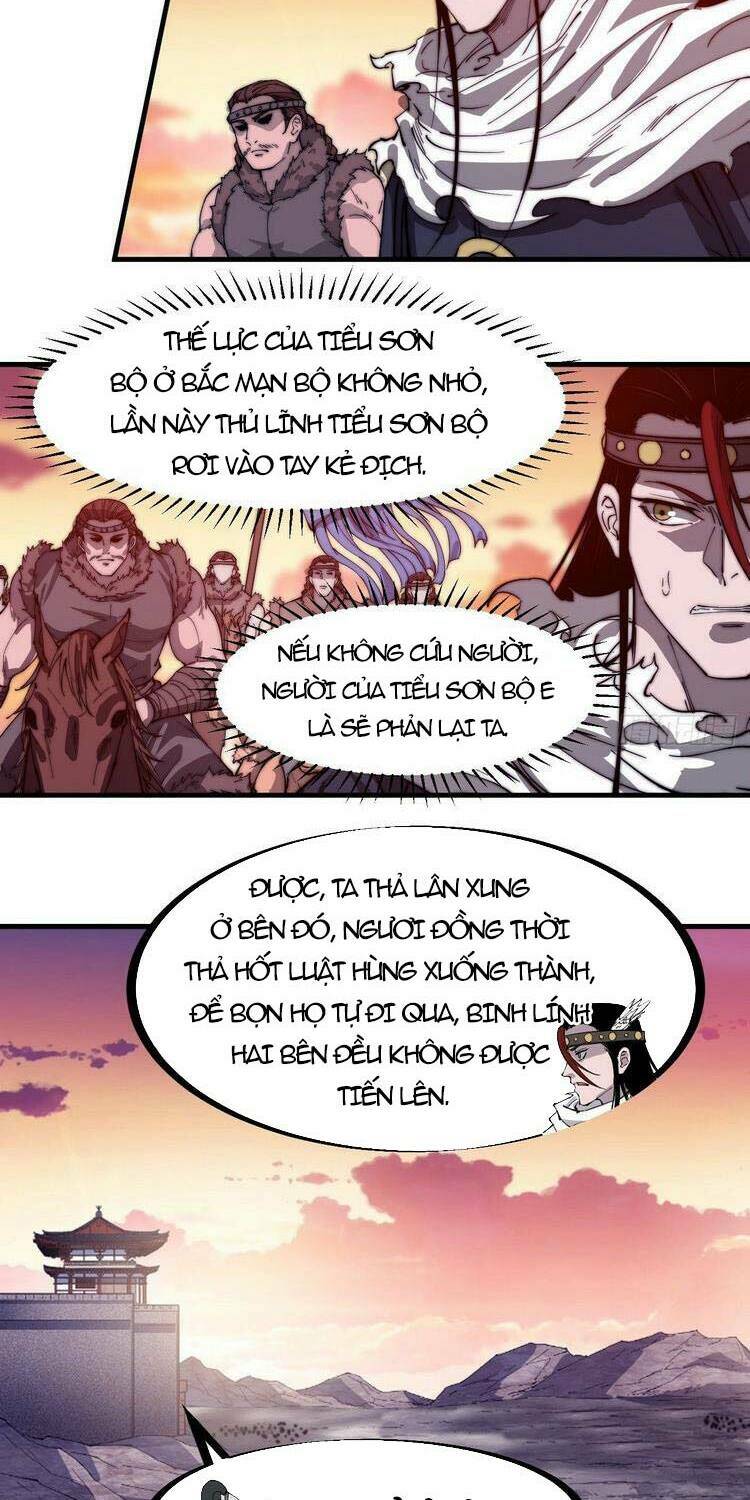 THẾ LỰC CỦA TIỂU SƠN
BỘ Ở BẮC MẠN BỘ KHÔNG NHỎ,
LẦN NÀY THỦ LĨNH TIỂU SƠN BỘ
RƠI VÀO TAY KẺ ĐỊCH.
NẾU KHÔNG CỨU NGƯỜI,
NGƯỜI CỦA TIỂU SƠN BỘ E
LÀ SẼ PHẢN LẠI TA.
ĐƯỢC, TA THẢ LÂN XUNG
Ở BÊN ĐÓ, NGƯƠI ĐỒNG THỜI
THẢ HỐT LUẬT HÙNG XUỐNG THÀNH,
ĐỂ BỌN HỌ TỰ ĐI QUA, BINH LÍNH
HAI BÊN ĐỀU KHÔNG ĐƯỢC
TIẾN LÊN.